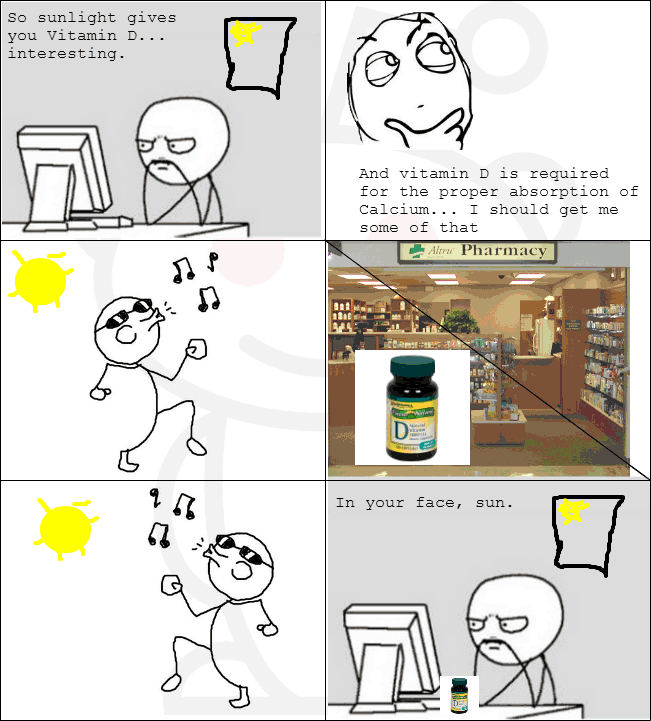 So sunlight gives
you Vitamin D...
interesting.
And vitamin D is required
for the proper absorption of
Calcium... I should get me
some of that
Altru Pharmacy
D
In your face, sun.
D